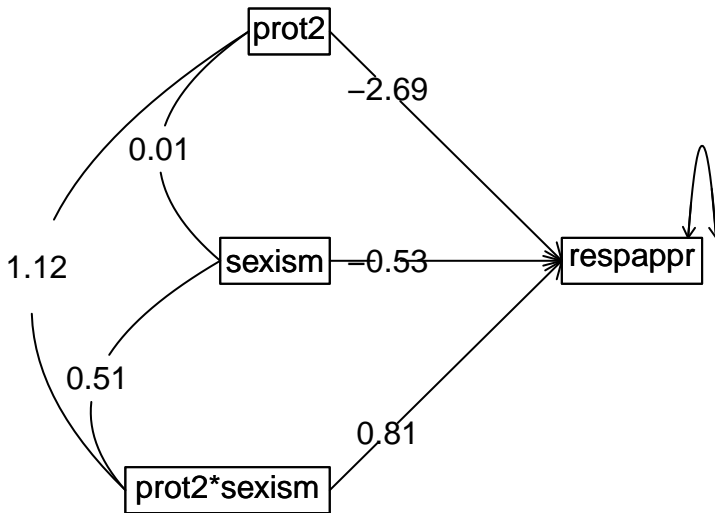 prot2
−2.69
0.01
1.12
sexism
−0.53
respappr
0.51
0.81
prot2*sexism